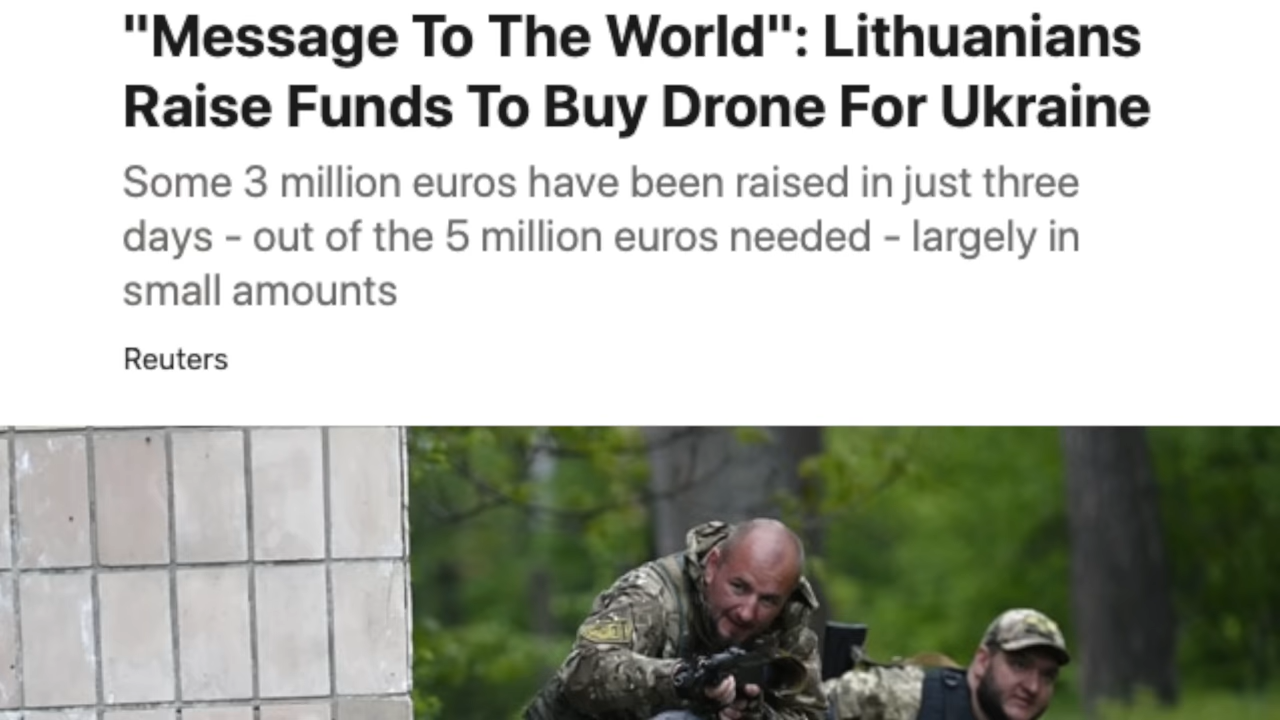 "Message To The World": Lithuanians
Raise Funds To Buy Drone For Ukraine
Some 3 million euros have been raised in just three
days - out of the 5 million euros needed - largely in
small amounts
Reuters